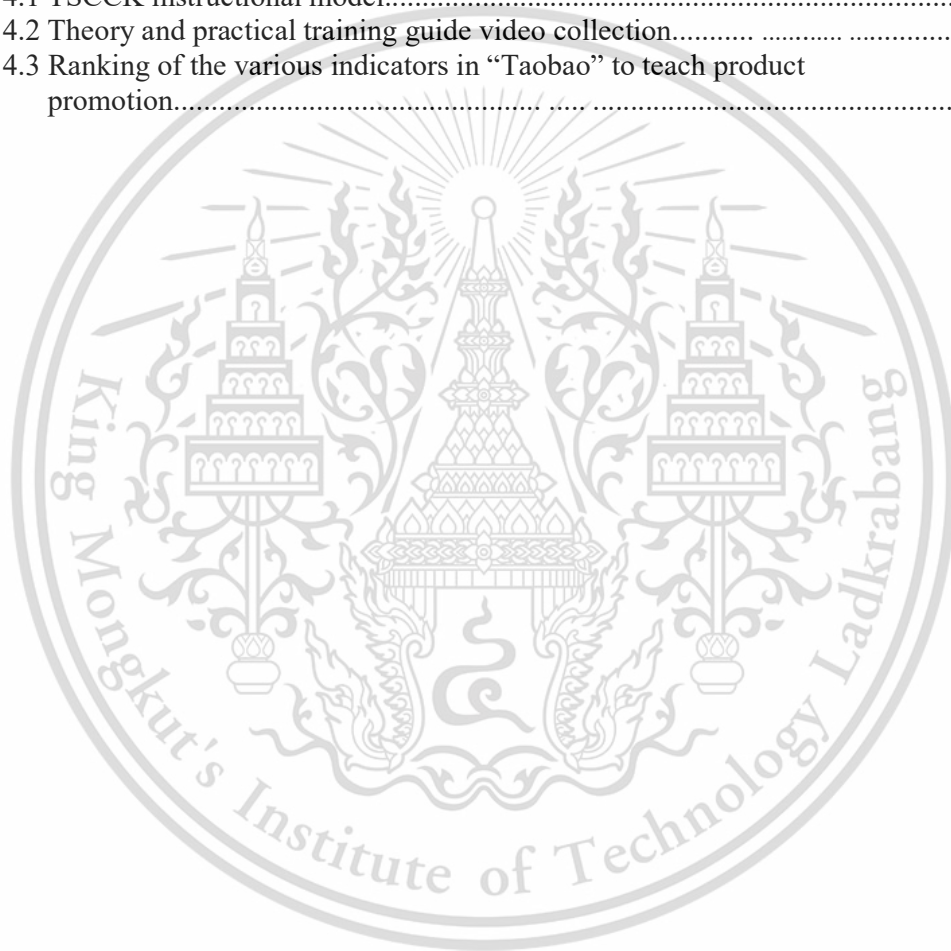 4.1 TSCCK instructional model....................................................................................
4.2 Theory and practical training guide video collection........... ............ ..............
4.3 Ranking of the various indicators in “Taobao” to teach product
promotion............................................... ..... ..................................................
King Mongkut's Institute of Technology Ladkrabang